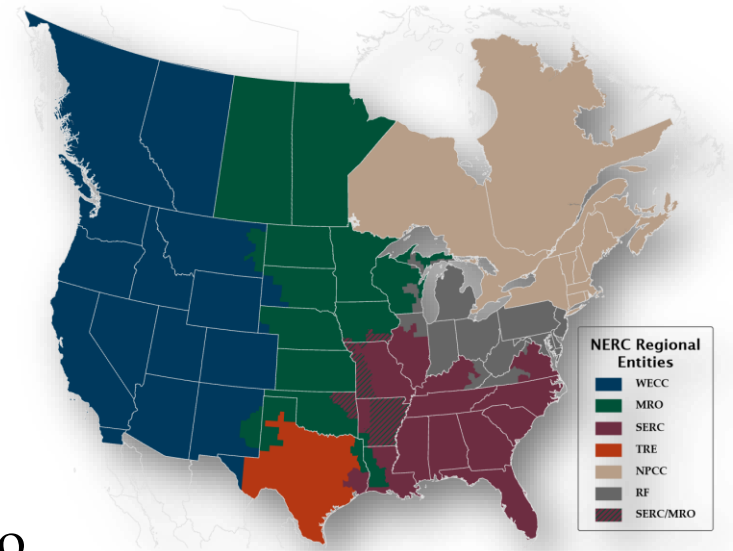 NERC Regional
Entities
WECC
MRO
SERC
TRE
NPCC
RF
SERC/MRO